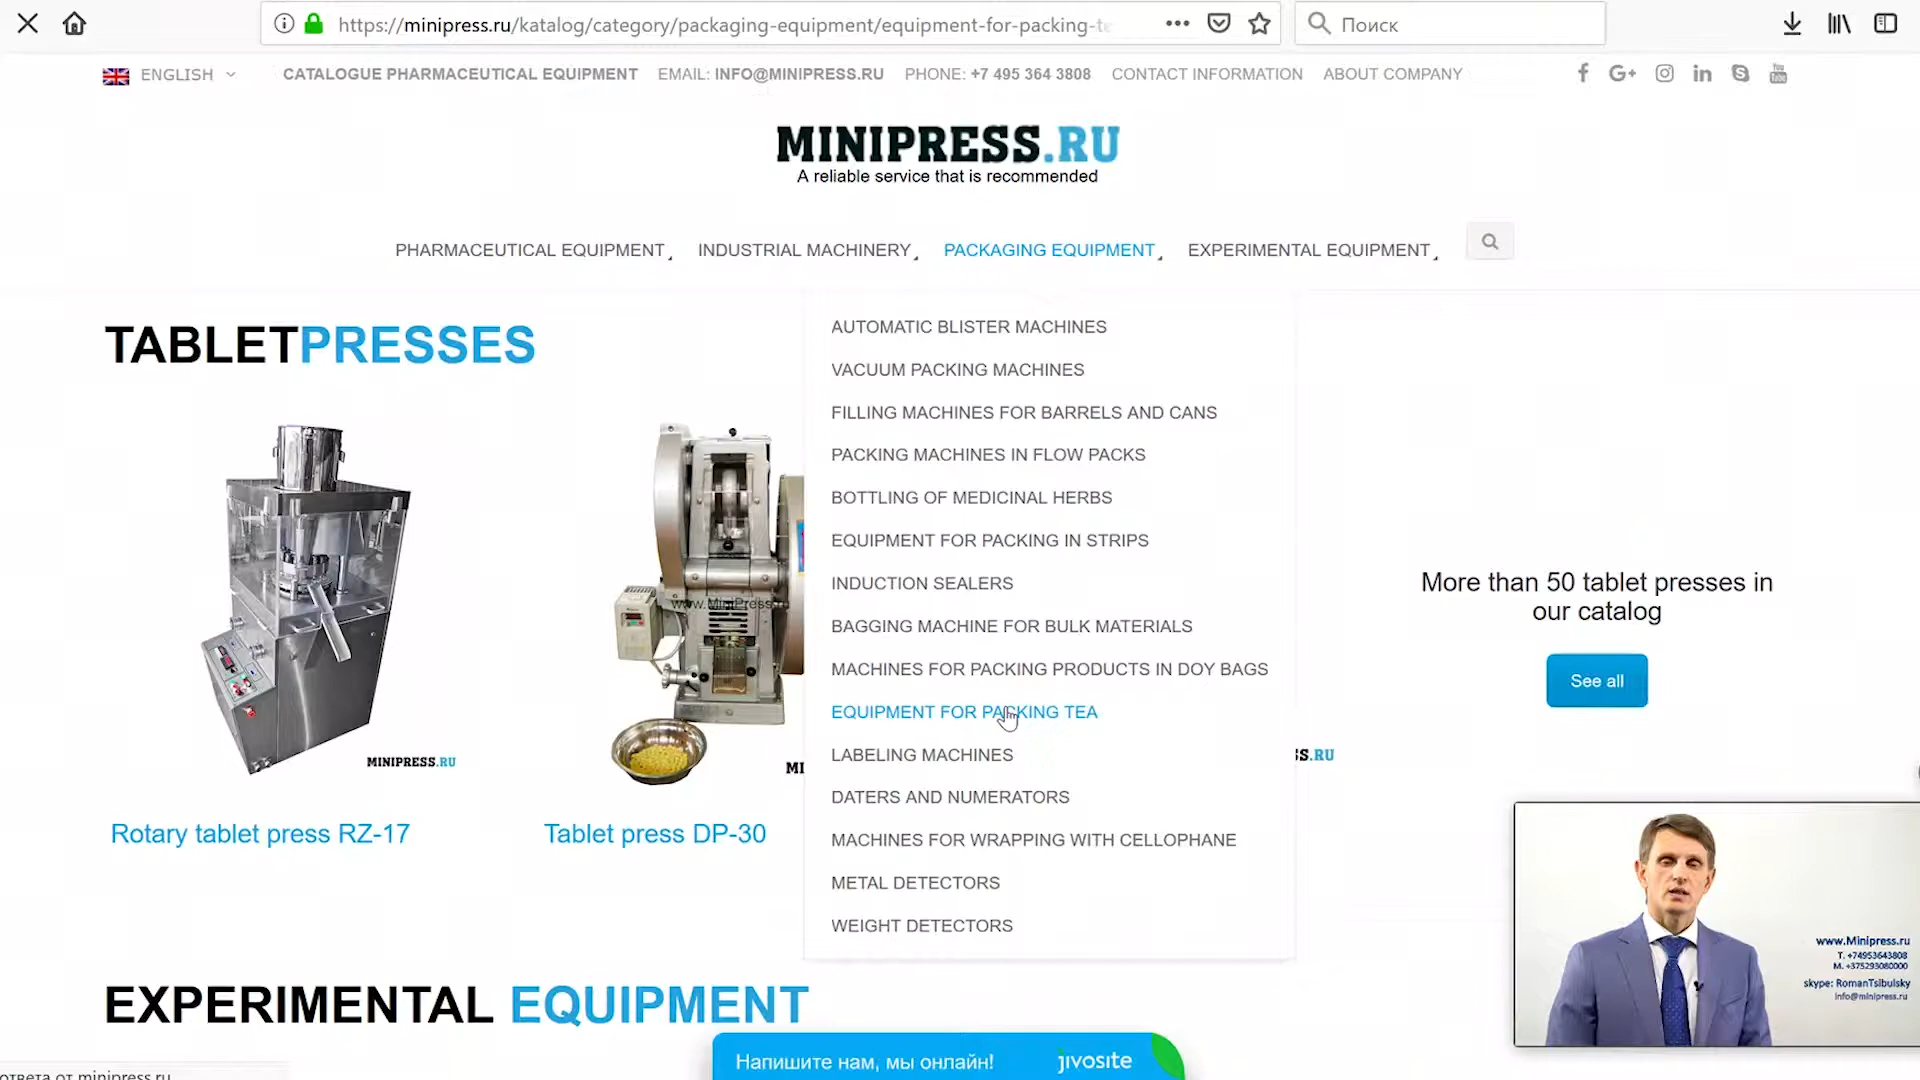 https://minipress.ru/katalog/category/packaging-equipment/equipment-for-packing-te
Поиск
ENGLISH
CATALOGUE PHARMACEUTICAL EQUIPMENT
EMAIL: INFO@MINIPRESS.RU
PHONE: +7 495 364 3808
CONTACT INFORMATION
ABOUT COMPANY
You Tube
MINIPRESS.RU
A reliable service that is recommended
PHARMACEUTICAL EQUIPMENT
INDUSTRIAL MACHINERY
PACKAGING EQUIPMENT
EXPERIMENTAL EQUIPMENT
AUTOMATIC BLISTER MACHINES
VACUUM PACKING MACHINES
FILLING MACHINES FOR BARRELS AND CANS
PACKING MACHINES IN FLOW PACKS
BOTTLING OF MEDICINAL HERBS
EQUIPMENT FOR PACKING IN STRIPS
INDUCTION SEALERS
BAGGING MACHINE FOR BULK MATERIALS
MACHINES FOR PACKING PRODUCTS IN DOY BAGS
EQUIPMENT FOR PACKING TEA
LABELING MACHINES
DATERS AND NUMERATORS
MACHINES FOR WRAPPING WITH CELLOPHANE
METAL DETECTORS
WEIGHT DETECTORS
TABLETPRESSES
www.MiniPress.ru
MINIPRESS.RU
MI
S.RU
Rotary tablet press RZ-17
Tablet press DP-30
More than 50 tablet presses in
our catalog
See all
EXPERIMENTAL EQUIPMENT
www.Minipress.ru
T. +74953643808
M. +375293080000
skype: RomanTsibulsky
info@minipress.ru
Напишите нам, мы онлайн!
jivosite
ответа от minipress.ru